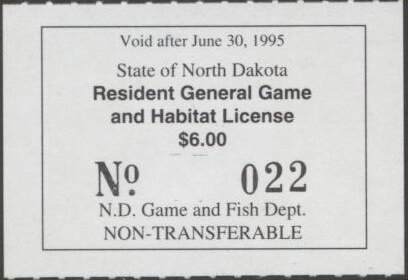 Void after June 30, 1995
State of North Dakota
Resident General Game
and Habitat License
$6.00
Nº 022
N.D. Game and Fish Dept.
NON-TRANSFERABLE